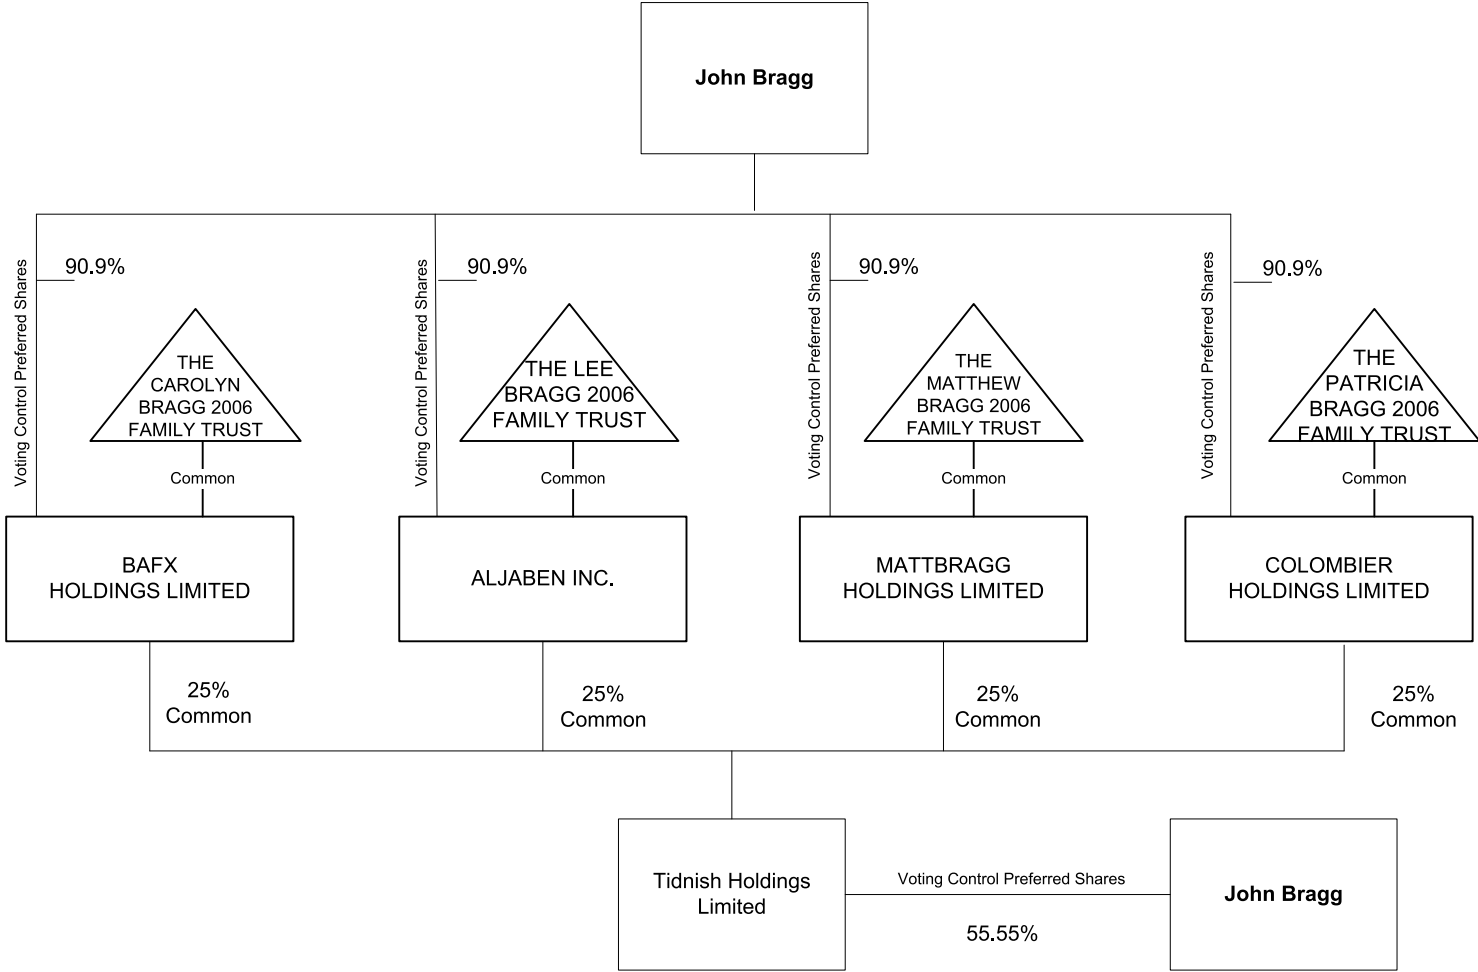 John Bragg
Voting Control Preferred Shares
90.9%
Voting Control Preferred Shares
90.9%
Voting Control Preferred Shares
90.9%
Voting Control Preferred Shares
90.9%
THE
CAROLYN
BRAGG 2006
FAMILY TRUST
THE LEE
BRAGG 2006
FAMILY TRUST
THE
MATTHEW
BRAGG 2006
FAMILY TRUST
THE
PATRICIA
BRAGG 2006
FAMILY TRUST
Common
Common
Common
Common
BAFX
HOLDINGS LIMITED
ALJABEN INC.
MATTBRAGG
HOLDINGS LIMITED
COLOMBIER
HOLDINGS LIMITED
25%
Common
25%
Common
25%
Common
25%
Common
Tidnish Holdings
Limited
Voting Control Preferred Shares
55.55%
John Bragg